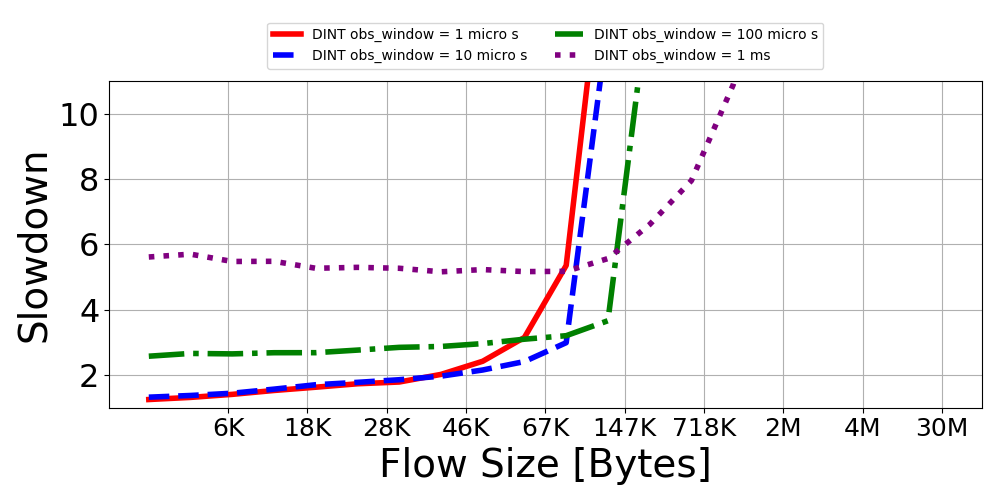 DINT obs_window = 1 micro s
DINT obs_window = 10 micro s
DINT obs_window = 100 micro s
DINT obs_window = 1 ms
10
8
6
4
2
Slowdown
6K 18K 28K 46K 67K 147K 718K 2M 4M 30M
Flow Size [Bytes]